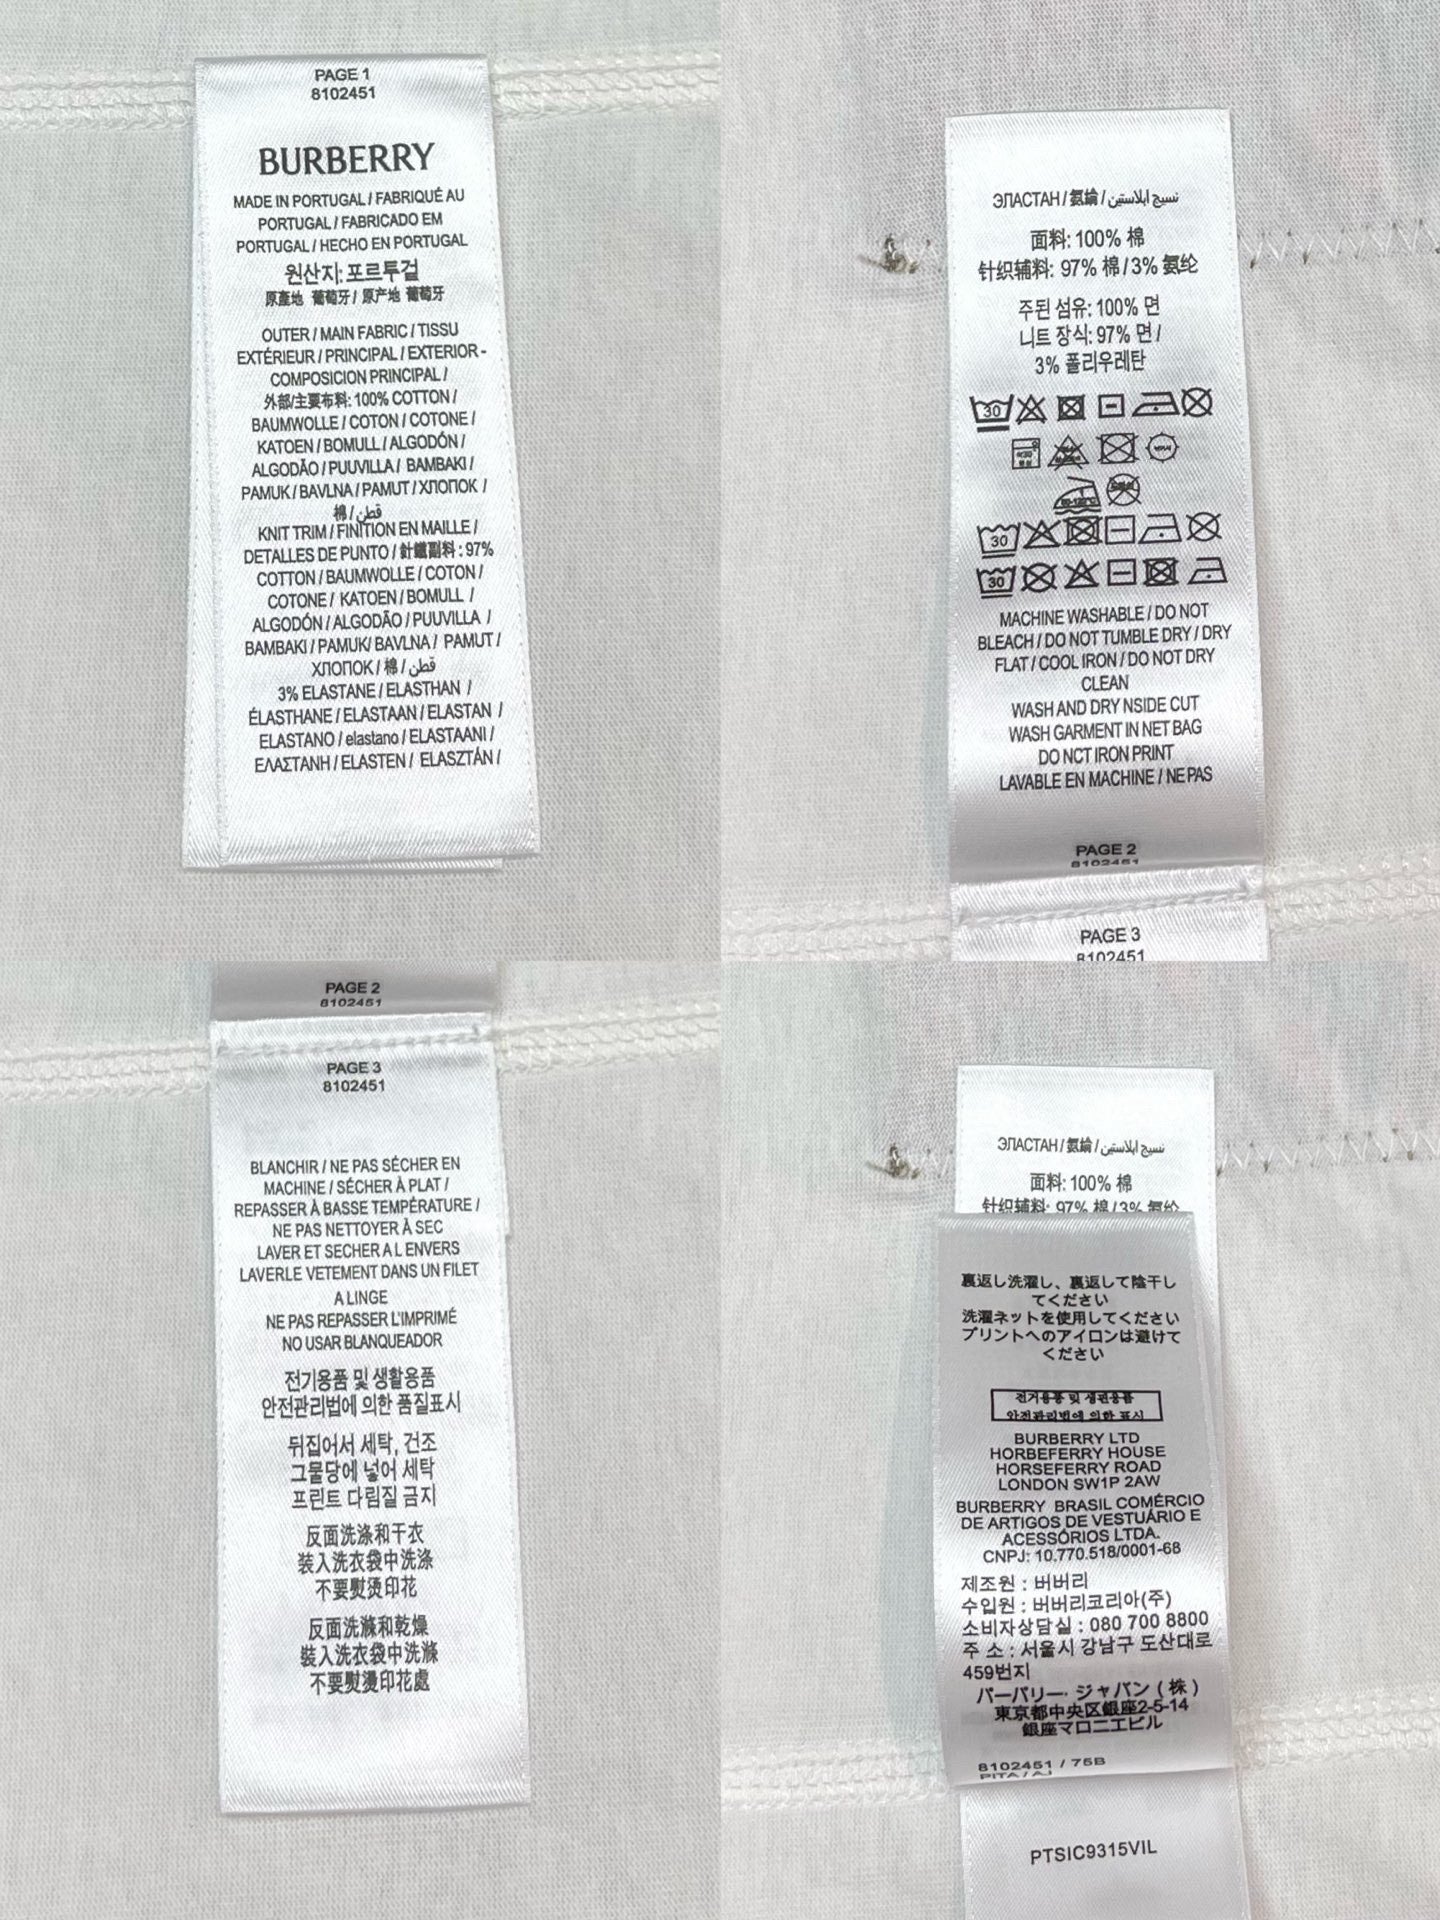 PAGE 1
8102451
BURBERRY
MADE IN PORTUGAL / FABRIQUÉ AU
PORTUGAL / FABRICADO EM
PORTUGAL / HECHO EN PORTUGAL
원산지: 포르투걸
原產地 葡萄牙 / 原产地 葡萄牙
OUTER / MAIN FABRIC / TISSU
EXTÉRIEUR / PRINCIPAL / EXTERIOR -
COMPOSICION PRINCIPAL /
外部/主要布料: 100% COTTON /
BAUMWOLLE / COTON / COTONE /
KATOEN / BOMULL / ALGODÓN /
ALGODÃO / PUUVILLA / BAMBAKI /
PAMUK / BAVLNA / PAMUT / ХЛОПОК /
棉 / قطن
KNIT TRIM / FINITION EN MAILLE /
DETALLES DE PUNTO / 針織副料 : 97%
COTTON / BAUMWOLLE / COTON /
COTONE / KATOEN / BOMULL /
ALGODÓN / ALGODÃO / PUUVILLA /
BAMBAKI / PAMUK/ BAVLNA / PAMUT /
ХЛОПОК / 棉 / قطن
3% ELASTANE / ELASTHAN /
ÉLASTHANE / ELASTAAN / ELASTAN /
ELASTANO / elastano / ELASTAANI /
ΕΛΑΣΤΑΝΗ / ELASTEN / ELASZTÁN /
ЭЛАСТАН / 氨綸 / نسيج ايلاستين
面料: 100% 棉
针织辅料: 97% 棉 / 3% 氨纶
주된 섬유: 100% 면
니트 장식: 97% 면 /
3% 폴리우레탄
30
30
30
MACHINE WASHABLE / DO NOT
BLEACH / DO NOT TUMBLE DRY / DRY
FLAT / COOL IRON / DO NOT DRY
CLEAN
WASH AND DRY NSIDE CUT
WASH GARMENT IN NET BAG
DO NCT IRON PRINT
LAVABLE EN MACHINE / NE PAS
PAGE 2
8102451
PAGE 3
8102451
PAGE 2
8102451
PAGE 3
8102451
BLANCHIR / NE PAS SÉCHER EN
MACHINE / SÉCHER À PLAT /
REPASSER À BASSE TEMPÉRATURE /
NE PAS NETTOYER À SEC
LAVER ET SECHER A L ENVERS
LAVERLE VETEMENT DANS UN FILET
A LINGE
NE PAS REPASSER L'IMPRIMÉ
NO USAR BLANQUEADOR
전기용품 및 생활용품
안전관리법에 의한 품질표시
뒤집어서 세탁, 건조
그물당에 넣어 세탁
프린트 다림질 금지
反面洗涤和干衣
装入洗衣袋中洗涤
不要熨烫印花
反面洗滌和乾燥
裝入洗衣袋中洗滌
不要熨燙印花處
ЭЛАСТАН / 氨綸 / نسيج ايلاستين
面料: 100% 棉
针织辅料: 97% 棉 / 3% 氨纶
裏返し洗濯し、裏返して陰干し
てください
洗濯ネットを使用してください
プリントへのアイロンは避けて
ください
안전관리법에 의한 표시
BURBERRY LTD
HORBEFERRY HOUSE
HORSEFERRY ROAD
LONDON SW1P 2AW
BURBERRY BRASIL COMÉRCIO
DE ARTIGOS DE VESTUÁRIO E
ACESSÓRIOS LTDA.
CNPJ: 10.770.518/0001-68
제조원 : 버버리
수입원 : 버버리코리아(주)
소비자상담실 : 080 700 8800
주 소 : 서울시 강남구 도산대로
459번지
バーバリー・ジャパン ( 株 )
東京都中央区銀座2-5-14
銀座マロニエビル
8102451 / 75B
PTSIC9315VIL